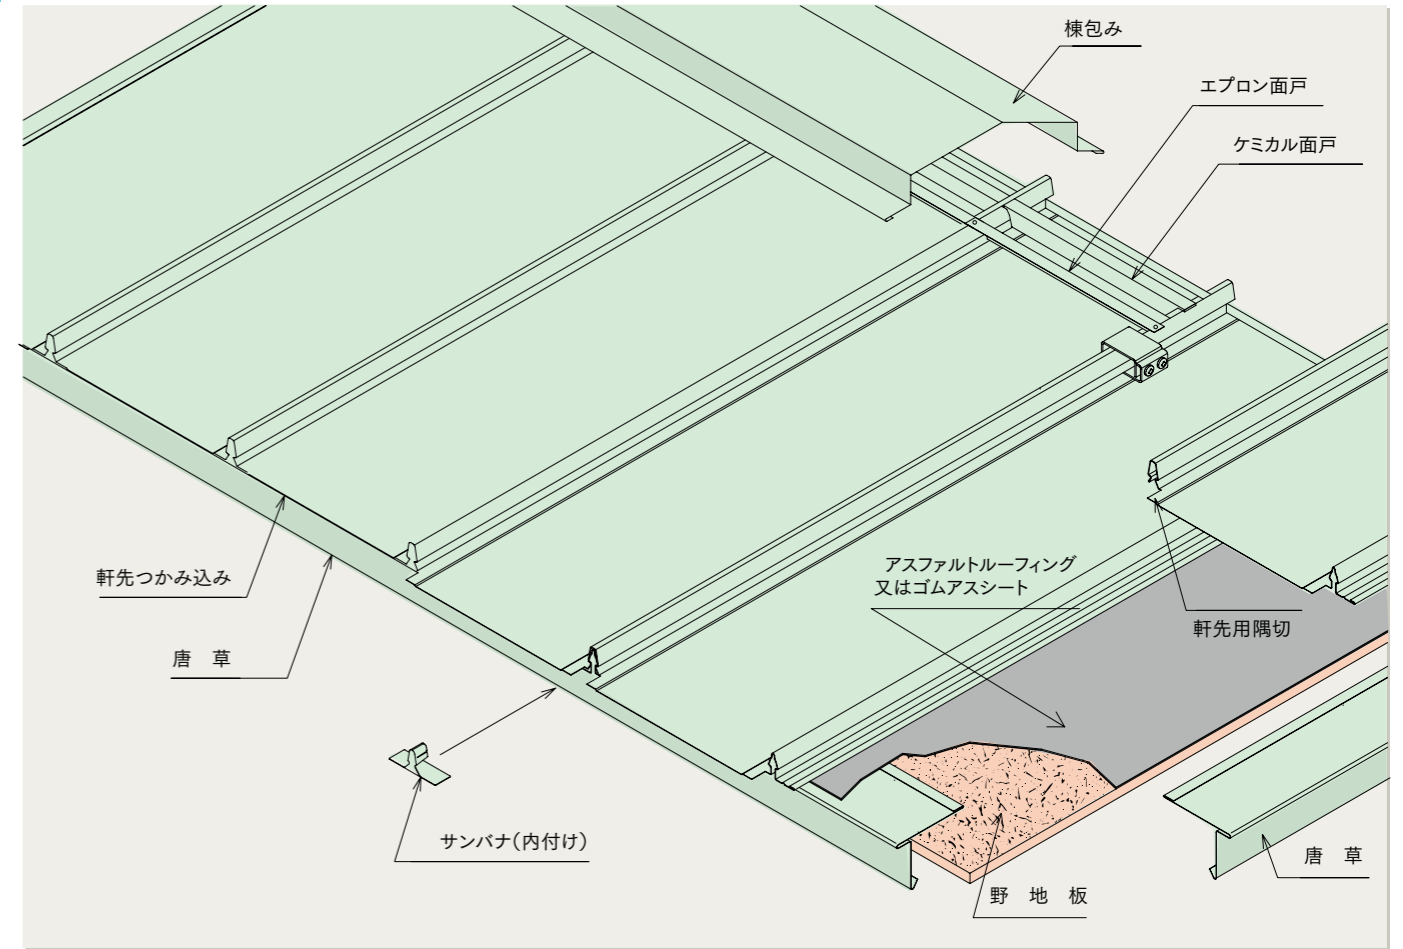 棟包み
エプロン面戸
ケミカル面戸
アスファルトルーフィング
又はゴムアスシート
軒先つかみ込み
軒先用隅切
唐　草
サンバナ（内付け）
唐　草
野　地　板